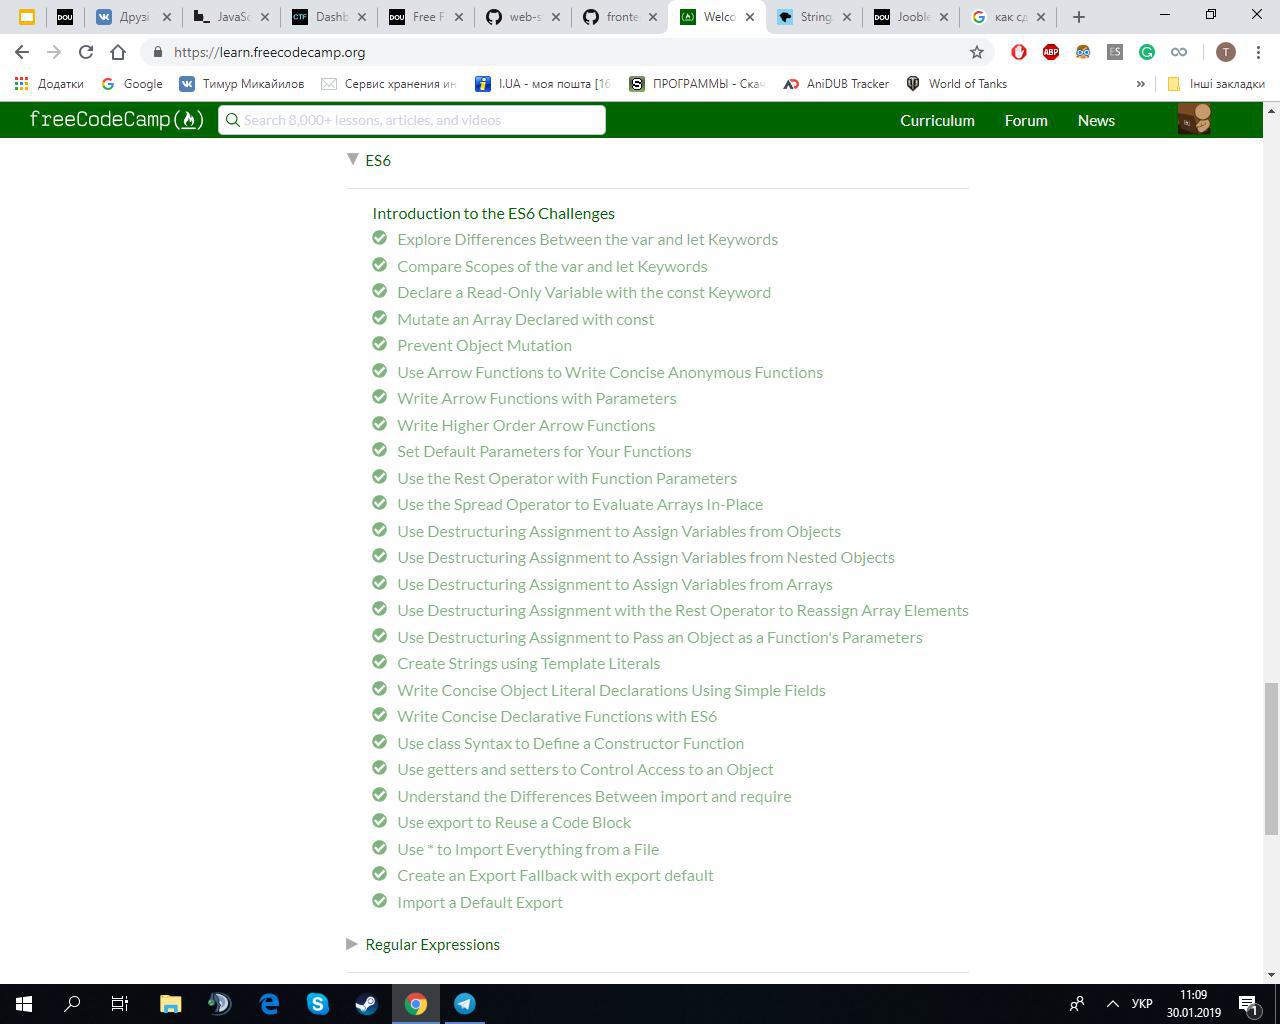 Друзі
JavaSc
Dashb
Free F
web-s
fronte
Welco
String
Jooble
как сд
https://learn.freecodecamp.org
Додатки
Google
Тимур Михайилов
Сервис хранения ин
I.UA - моя пошта [16
ПРОГРАММЫ - Скач
AniDUB Tracker
World of Tanks
»
Інші закладки
freeCodeCamp
Search 8,000+ lessons, articles, and videos
Curriculum
Forum
News
ES6
Introduction to the ES6 Challenges
Explore Differences Between the var and let Keywords
Compare Scopes of the var and let Keywords
Declare a Read-Only Variable with the const Keyword
Mutate an Array Declared with const
Prevent Object Mutation
Use Arrow Functions to Write Concise Anonymous Functions
Write Arrow Functions with Parameters
Write Higher Order Arrow Functions
Set Default Parameters for Your Functions
Use the Rest Operator with Function Parameters
Use the Spread Operator to Evaluate Arrays In-Place
Use Destructuring Assignment to Assign Variables from Objects
Use Destructuring Assignment to Assign Variables from Nested Objects
Use Destructuring Assignment to Assign Variables from Arrays
Use Destructuring Assignment with the Rest Operator to Reassign Array Elements
Use Destructuring Assignment to Pass an Object as a Function's Parameters
Create Strings using Template Literals
Write Concise Object Literal Declarations Using Simple Fields
Write Concise Declarative Functions with ES6
Use class Syntax to Define a Constructor Function
Use getters and setters to Control Access to an Object
Understand the Differences Between import and require
Use export to Reuse a Code Block
Use * to Import Everything from a File
Create an Export Fallback with export default
Import a Default Export
Regular Expressions
УКР
11:09
30.01.2019
1